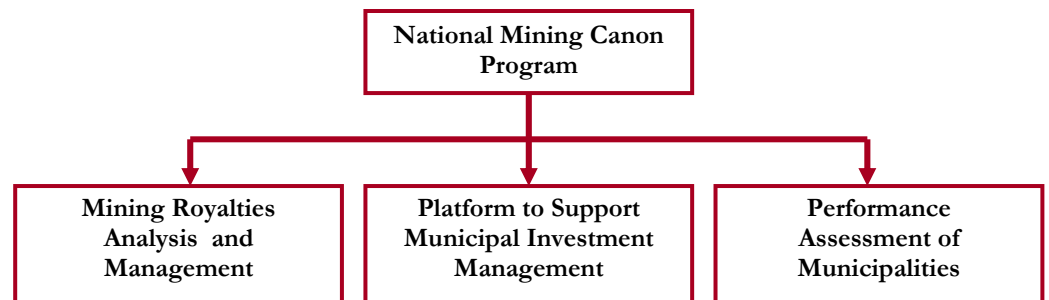 National Mining Canon
Program
Mining Royalties
Analysis and
Management
Platform to Support
Municipal Investment
Management
Performance
Assessment of
Municipalities